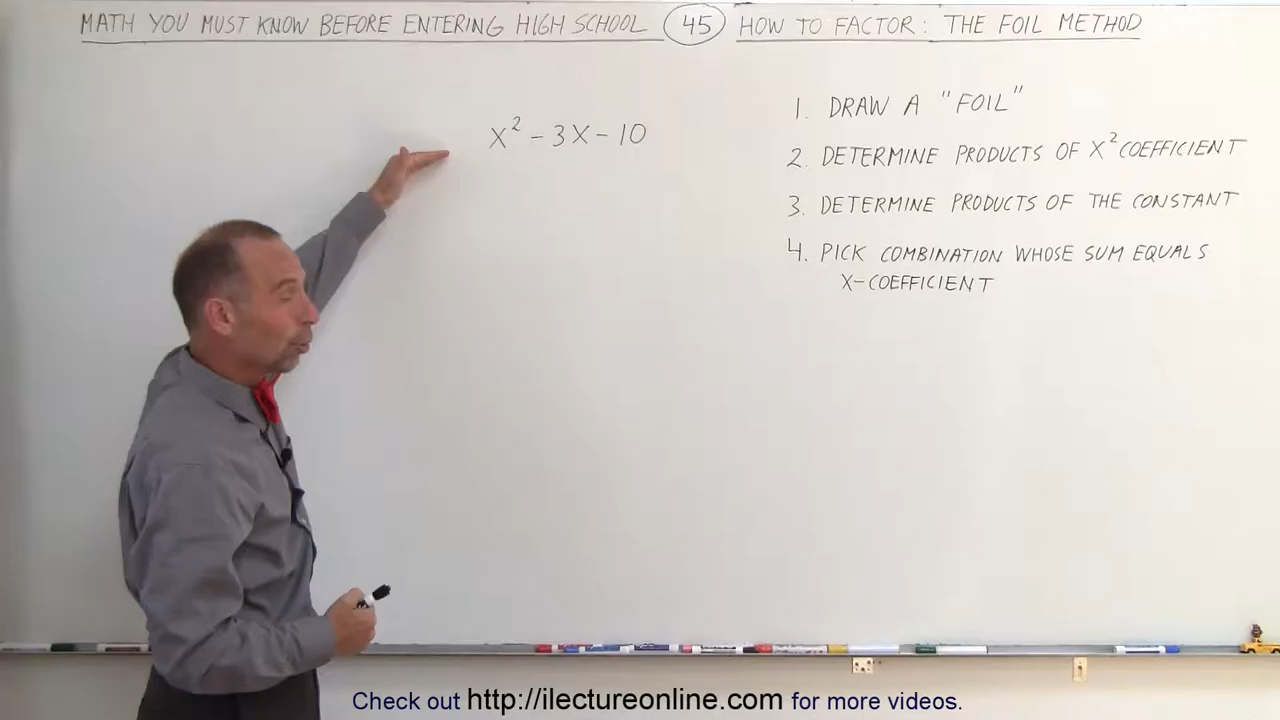 MATH YOU MUST KNOW BEFORE ENTERING HIGH SCHOOL 45 HOW TO FACTOR: THE FOIL METHOD
x² - 3x - 10
1. DRAW A "FOIL"
2. DETERMINE PRODUCTS OF X² COEFFICIENT
3. DETERMINE PRODUCTS OF THE CONSTANT
4. PICK COMBINATION WHOSE SUM EQUALS
X-COEFFICIENT
Check out http://ilectureonline.com for more videos.